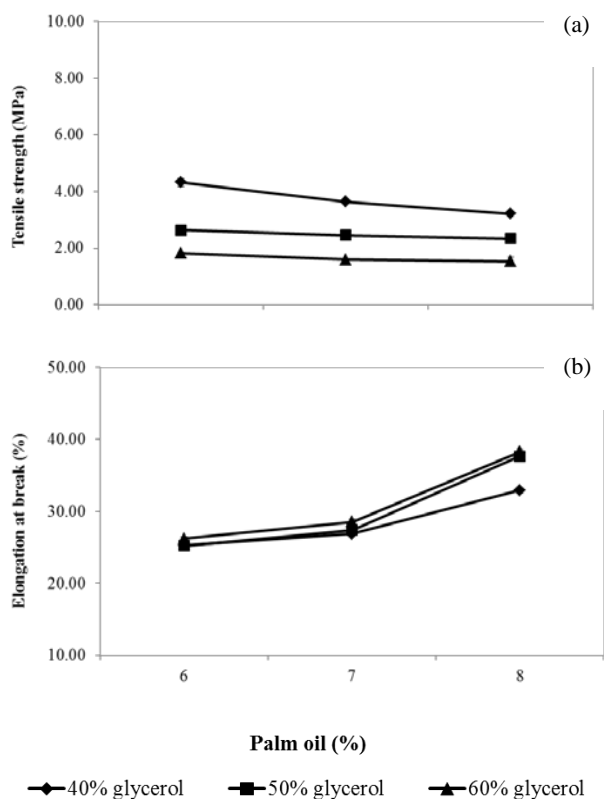 (a)
10.00
8.00
6.00
4.00
2.00
0.00
Tensile strength (MPa)
(b)
50.00
40.00
30.00
20.00
10.00
Elongation at break (%)
6 7 8
Palm oil (%)
40% glycerol 50% glycerol 60% glycerol